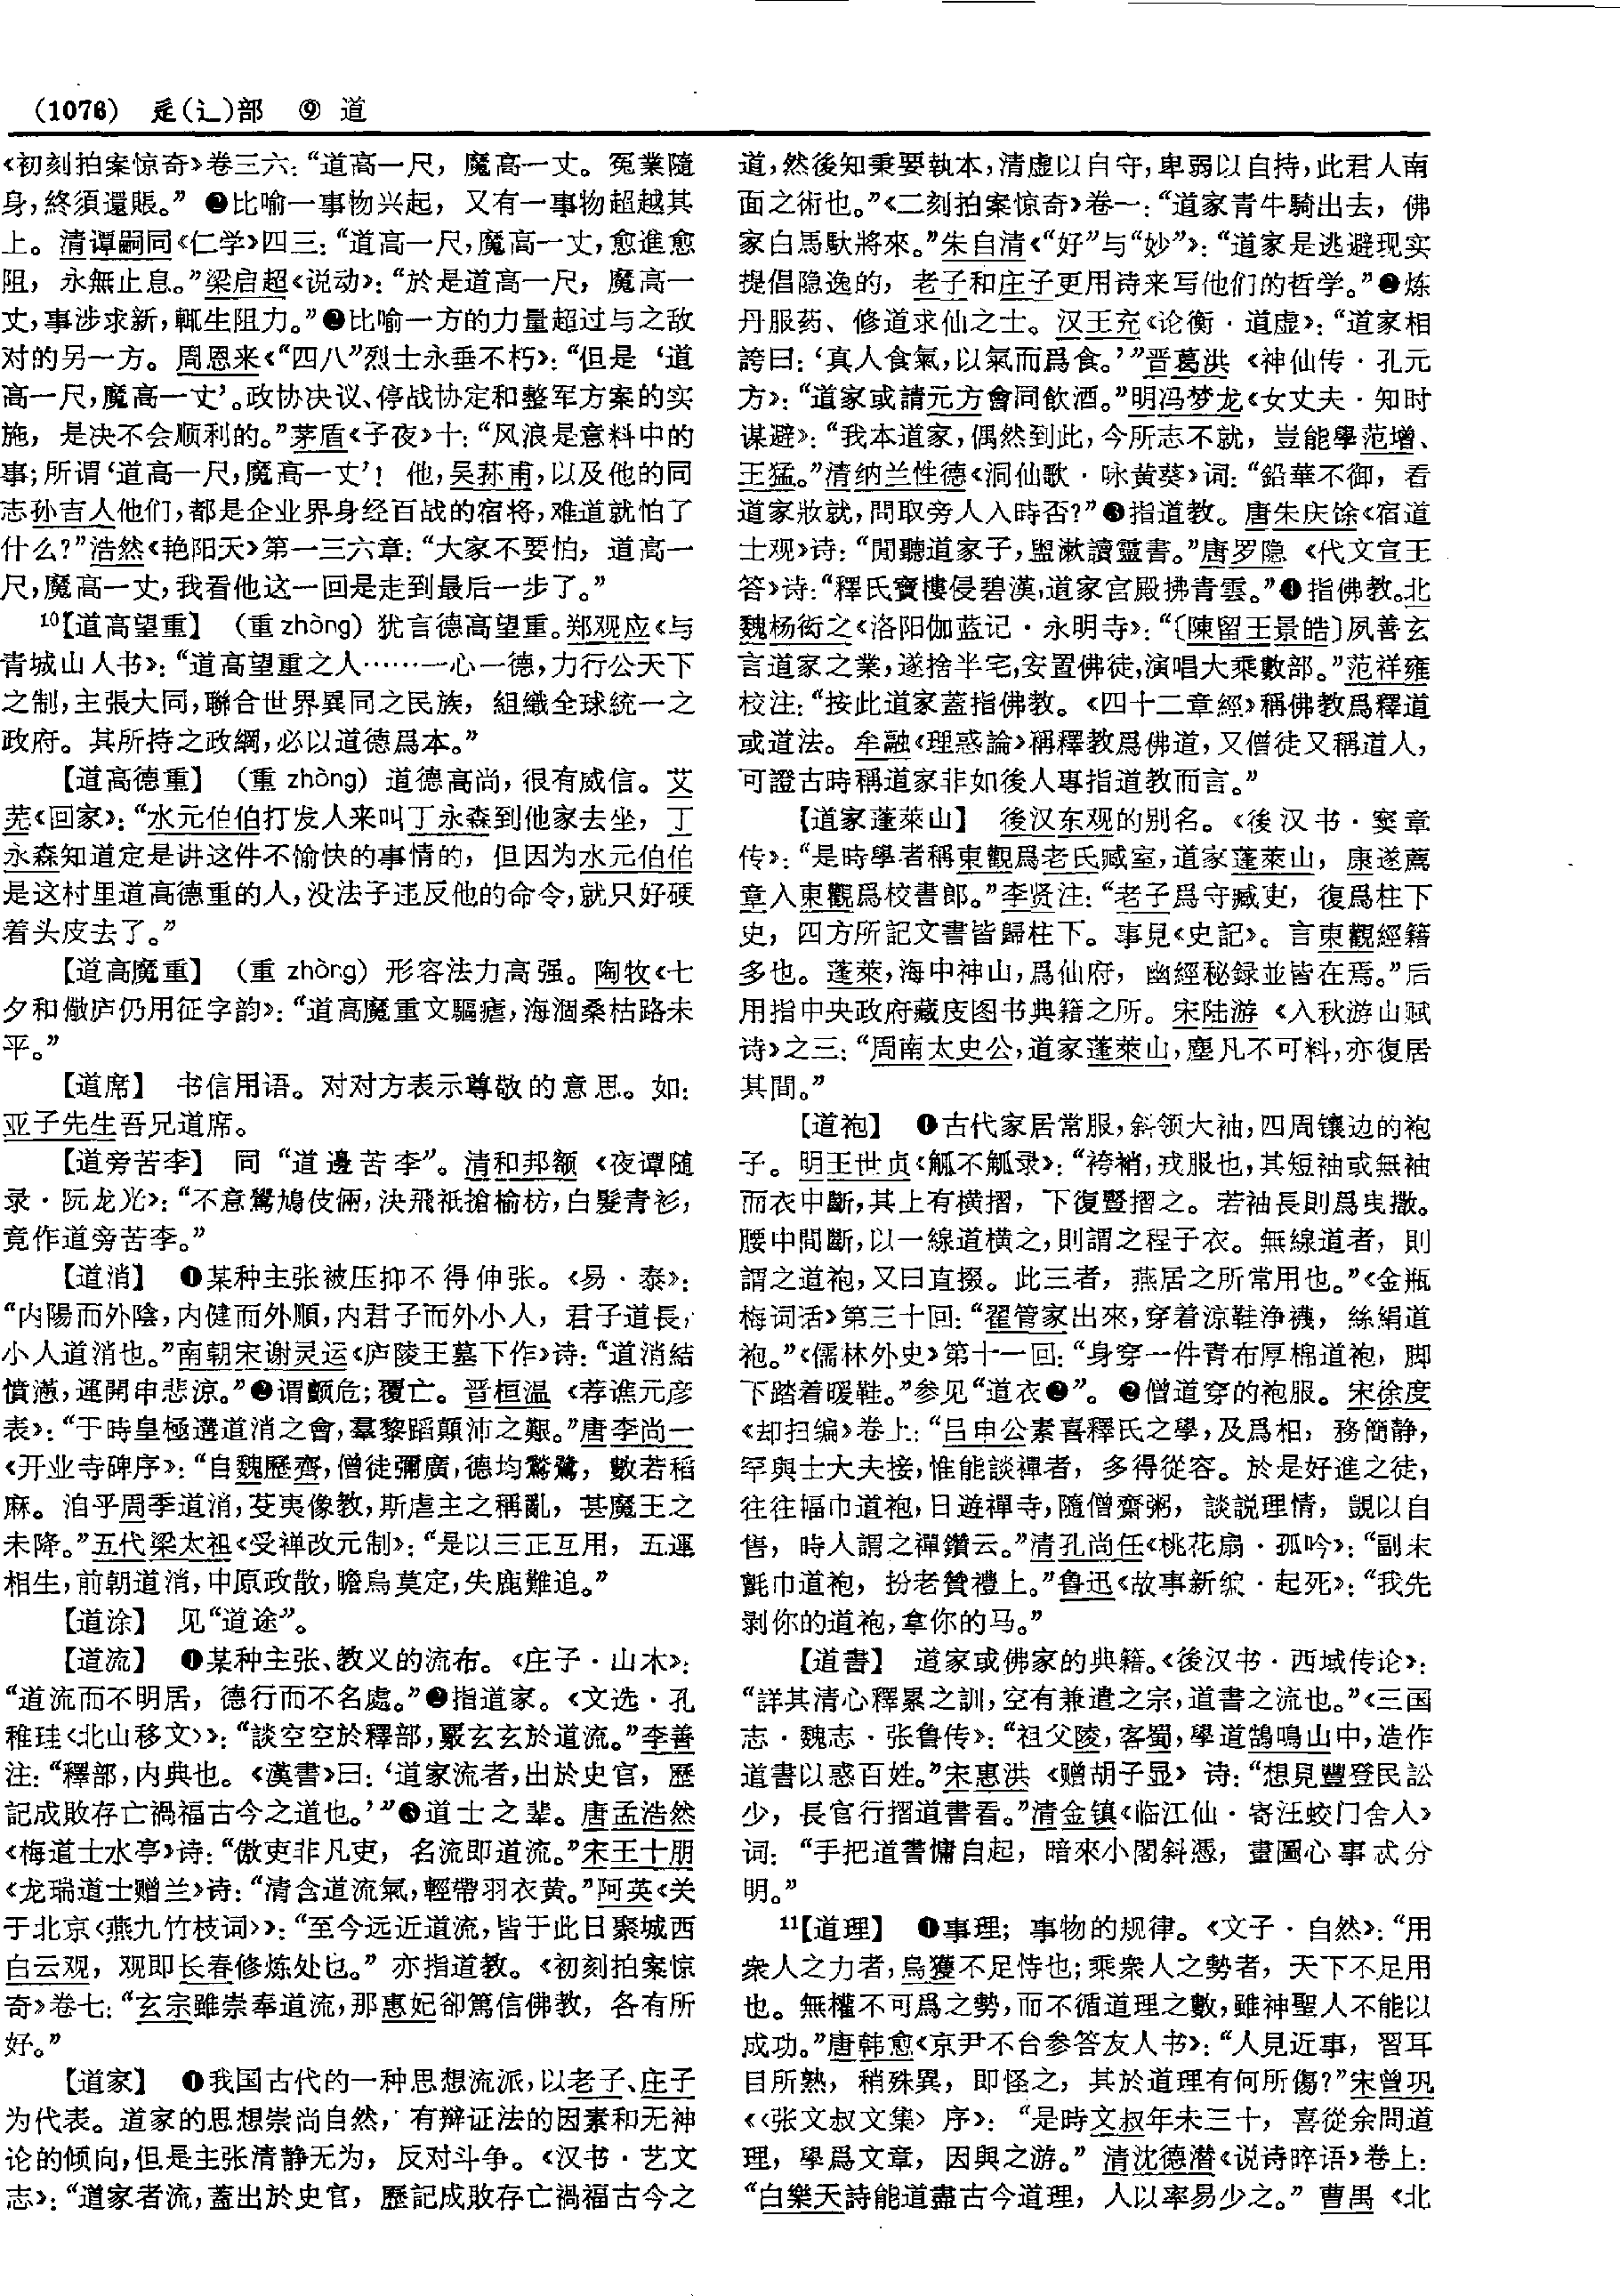 (1076) 辵(辶)部 ⑨ 道
《初刻拍案惊奇》卷三六：“道高一尺，魔高一丈。冤業隨
身，終須還賬。”❷比喻一事物兴起，又有一事物超越其
上。清谭嗣同《仁学》四三：“道高一尺，魔高一丈，愈進愈
阻，永無止息。”梁启超《说动》：“於是道高一尺，魔高一
丈，事涉求新，輒生阻力。”❷比喻一方的力量超过与之敌
对的另一方。周恩来《“四八”烈士永垂不朽》：“但是‘道
高一尺，魔高一丈’。政协决议、停战协定和整军方案的实
施，是决不会顺利的。”茅盾《子夜》十：“风浪是意料中的
事；所谓‘道高一尺，魔高一丈’！他，吴荪甫，以及他的同
志孙吉人他们，都是企业界身经百战的宿将，难道就怕了
什么？”浩然《艳阳天》第一三六章：“大家不要怕，道高一
尺，魔高一丈，我看他这一回是走到最后一步了。”
10【道高望重】（重 zhòng）犹言德高望重。郑观应《与
青城山人书》：“道高望重之人……一心一德，力行公天下
之制，主張大同，聯合世界異同之民族，組織全球統一之
政府。其所持之政綱，必以道德爲本。”
【道高德重】（重 zhòng）道德高尚，很有威信。艾
芜《回家》：“水元伯伯打发人来叫丁永森到他家去坐，丁
永森知道定是讲这件不愉快的事情的，但因为水元伯伯
是这村里道高德重的人，没法子违反他的命令，就只好硬
着头皮去了。”
【道高魔重】（重 zhòng）形容法力高强。陶牧《七
夕和僦庐仍用征字韵》：“道高魔重文驅瘧，海涸桑枯路未
平。”
【道席】 书信用语。对对方表示尊敬的意思。如：
亚子先生吾兄道席。
【道旁苦李】 同“道邊苦李”。清和邦额《夜谭随
录·阮龙光》：“不意鷽鳩伎倆，決飛祇搶榆枋，白髮青衫，
竟作道旁苦李。”
【道消】 ❶某种主张被压抑不得伸张。《易·泰》：
“内陽而外陰，内健而外順，内君子而外小人，君子道長，
小人道消也。”南朝宋谢灵运《庐陵王墓下作》诗：“道消結
憤懣，運開申悲涼。”❷谓颠危；覆亡。晋桓温《荐谯元彦
表》：“于時皇極遘道消之會，羣黎蹈顛沛之艱。”唐李尚一
《开业寺碑序》：“自魏歷齊，僧徒彌廣，德均鶖鷺，數若稻
麻。洎乎周季道消，芟夷像教，斯虐主之稱亂，甚魔王之
未降。”五代梁太祖《受禅改元制》：“是以三正互用，五運
相生，前朝道消，中原政散，瞻烏莫定，失鹿難追。”
【道涂】 见“道途”。
【道流】 ❶某种主张、教义的流布。《庄子·山木》：
“道流而不明居，德行而不名處。”❷指道家。《文选·孔
稚珪〈北山移文〉》：“談空空於釋部，覈玄玄於道流。”李善
注：“釋部，内典也。《漢書》曰：‘道家流者，出於史官，歷
記成敗存亡禍福古今之道也。’”❸道士之辈。唐孟浩然
《梅道士水亭》诗：“傲吏非凡吏，名流即道流。”宋王十朋
《龙瑞道士赠兰》诗：“清含道流氣，輕帶羽衣黄。”阿英《关
于北京〈燕九竹枝词〉》：“至今远近道流，皆于此日聚城西
白云观，观即长春修炼处也。”亦指道教。《初刻拍案惊
奇》卷七：“玄宗雖崇奉道流，那惠妃卻篤信佛教，各有所
好。”
【道家】 ❶我国古代的一种思想流派，以老子、庄子
为代表。道家的思想崇尚自然，有辩证法的因素和无神
论的倾向，但是主张清静无为，反对斗争。《汉书·艺文
志》：“道家者流，蓋出於史官，歷記成敗存亡禍福古今之
道，然後知秉要執本，清虚以自守，卑弱以自持，此君人南
面之術也。”《二刻拍案惊奇》卷一：“道家青牛騎出去，佛
家白馬馱將來。”朱自清《“好”与“妙”》：“道家是逃避现实
提倡隐逸的，老子和庄子更用诗来写他们的哲学。”❷炼
丹服药、修道求仙之士。汉王充《论衡·道虚》：“道家相
誇曰：‘真人食氣，以氣而爲食。’”晋葛洪《神仙传·孔元
方》：“道家或請元方會同飲酒。”明冯梦龙《女丈夫·知时
谋避》：“我本道家，偶然到此，今所志不就，豈能學范增、
王猛。”清纳兰性德《洞仙歌·咏黄葵》词：“鉛華不御，看
道家妝就，問取旁人入時否？”❸指道教。唐朱庆馀《宿道
士观》诗：“閒聽道家子，盥漱讀靈書。”唐罗隐《代文宣王
答》诗：“釋氏寶樓侵碧漢，道家宫殿拂青雲。”❹指佛教。北
魏杨衒之《洛阳伽蓝记·永明寺》：“〔陳留王景皓〕夙善玄
言道家之業，遂捨半宅，安置佛徒，演唱大乘數部。”范祥雍
校注：“按此道家蓋指佛教。《四十二章經》稱佛教爲釋道
或道法。牟融《理惑論》稱釋教爲佛道，又僧徒又稱道人，
可證古時稱道家非如後人專指道教而言。”
【道家蓬萊山】 後汉东观的别名。《後汉书·窦章
传》：“是時學者稱東觀爲老氏臧室，道家蓬萊山，康遂薦
章入東觀爲校書郎。”李贤注：“老子爲守臧史，復爲柱下
史，四方所記文書皆歸柱下。事見《史記》。言東觀經籍
多也。蓬萊，海中神山，爲仙府，幽經秘録並皆在焉。”后
用指中央政府藏庋图书典籍之所。宋陆游《入秋游山赋
诗》之三：“周南太史公，道家蓬萊山，塵凡不可料，亦復居
其間。”
【道袍】 ❶古代家居常服，斜领大袖，四周镶边的袍
子。明王世贞《觚不觚录》：“袴褶，戎服也，其短袖或無袖
而衣中斷，其上有横摺，下復豎摺之。若袖長則爲曳撒。
腰中間斷，以一線道横之，則謂之程子衣。無線道者，則
謂之道袍，又曰直掇。此三者，燕居之所常用也。”《金瓶
梅词话》第三十回：“翟管家出來，穿着涼鞋净襪，絲絹道
袍。”《儒林外史》第十一回：“身穿一件青布厚棉道袍，脚
下踏着暖鞋。”参见“道衣❷”。❷僧道穿的袍服。宋徐度
《却扫编》卷上：“吕申公素喜釋氏之學，及爲相，務簡静，
罕與士大夫接，惟能談禪者，多得從容。於是好進之徒，
往往幅巾道袍，日遊禪寺，隨僧齋粥，談説理情，覬以自
售，時人謂之禪鑽云。”清孔尚任《桃花扇·孤吟》：“副末
氈巾道袍，扮老贊禮上。”鲁迅《故事新编·起死》：“我先
剥你的道袍，拿你的马。”
【道書】 道家或佛家的典籍。《後汉书·西域传论》：
“詳其清心釋累之訓，空有兼遣之宗，道書之流也。”《三国
志·魏志·张鲁传》：“祖父陵，客蜀，學道鵠鳴山中，造作
道書以惑百姓。”宋惠洪《赠胡子显》诗：“想見豐登民訟
少，長官行摺道書看。”清金镇《临江仙·寄汪蛟门舍人》
词：“手把道書慵自起，暗來小閣斜憑，畫圖心事忒分
明。”
11【道理】 ❶事理；事物的规律。《文子·自然》：“用
衆人之力者，烏獲不足恃也；乘衆人之勢者，天下不足用
也。無權不可爲之勢，而不循道理之數，雖神聖人不能以
成功。”唐韩愈《京尹不台参答友人书》：“人見近事，習耳
目所熟，稍殊異，即怪之，其於道理有何所傷？”宋曾巩
《〈张文叔文集〉序》：“是時文叔年未三十，喜從余問道
理，學爲文章，因與之游。”清沈德潜《说诗晬语》卷上：
“白樂天詩能道盡古今道理，人以率易少之。”曹禺《北